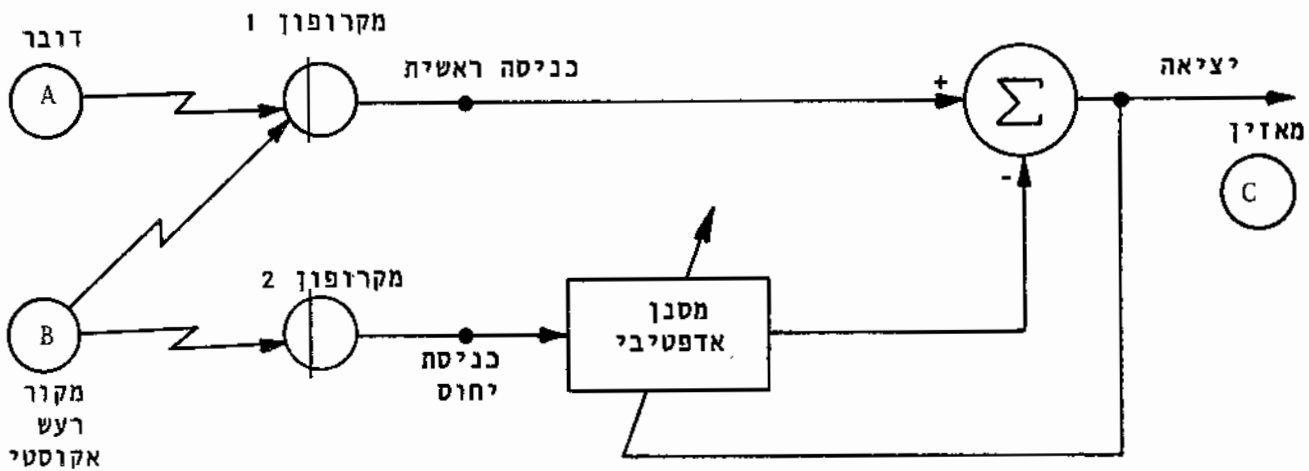 דובר
A
מקרופון 1
כניסה ראשית
+
Σ
-
יציאה
מאזין
C
B
מקור
רעש
אקוסטי
מקרופון 2
כניסת
יחוס
מסנן
אדפטיבי